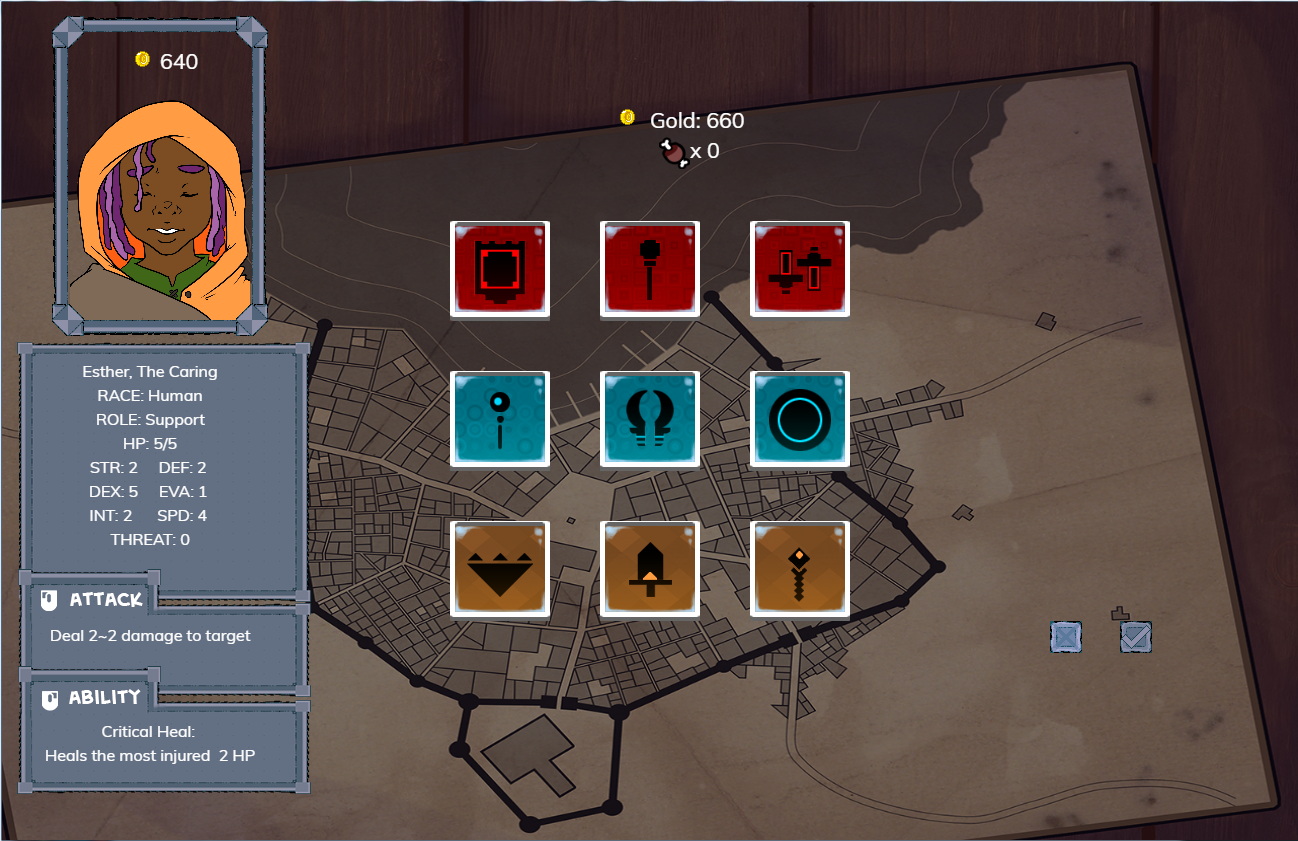 640
Gold: 660
x 0
Esther, The Caring
RACE: Human
ROLE: Support
HP: 5/5
STR: 2 DEF: 2
DEX: 5 EVA: 1
INT: 2 SPD: 4
THREAT: 0
ATTACK
Deal 2~2 damage to target
ABILITY
Critical Heal:
Heals the most injured 2 HP